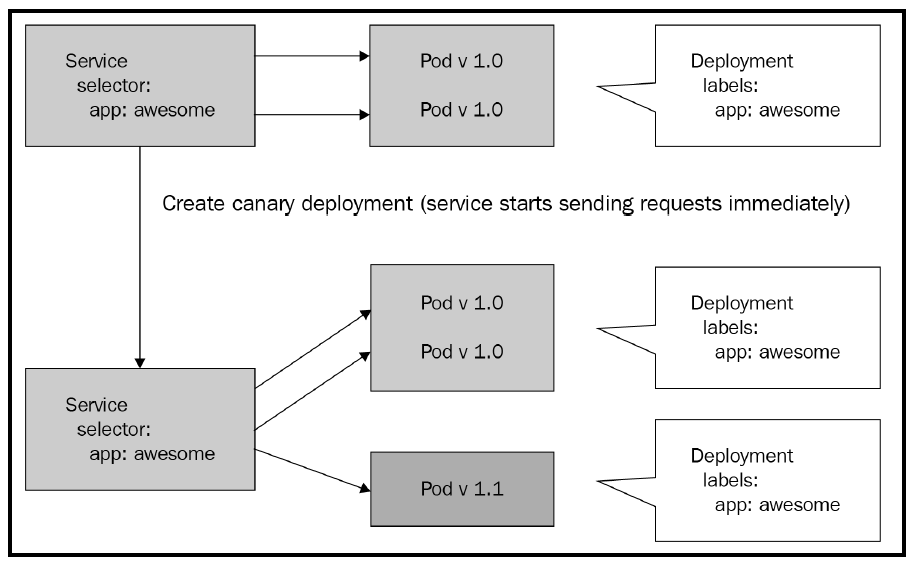 Service
selector:
app: awesome
Pod v 1.0
Pod v 1.0
Deployment
labels:
app: awesome
Create canary deployment (service starts sending requests immediately)
Service
selector:
app: awesome
Pod v 1.0
Pod v 1.0
Deployment
labels:
app: awesome
Pod v 1.1
Deployment
labels:
app: awesome